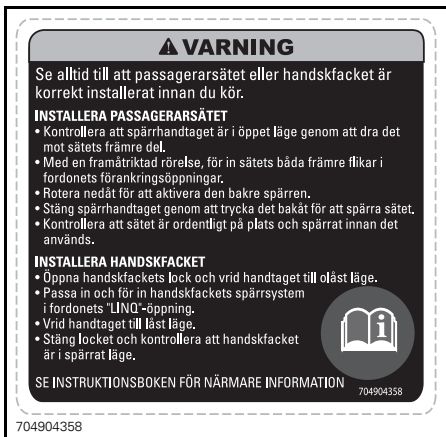 VARNING
Se alltid till att passagerarsätet eller handskfacket är
korrekt installerat innan du kör.
INSTALLERA PASSAGERARSÄTET
• Kontrollera att spärrhandtaget är i öppet läge genom att dra det
mot sätets främre del.
• Med en framåtriktad rörelse, för in sätets båda främre flikar i
fordonets förankringsöppningar.
• Rotera nedåt för att aktivera den bakre spärren.
• Stäng spärrhandtaget genom att trycka det bakåt för att spärra sätet.
• Kontrollera att sätet är ordentligt på plats och spärrat innan det
används.
INSTALLERA HANDSKFACKET
• Öppna handskfackets lock och vrid handtaget till olåst läge.
• Passa in och för in handskfackets spärrsystem
i fordonets "LINQ"-öppning.
• Vrid handtaget till låst läge.
• Stäng locket och kontrollera att handskfacket
är i spärrat läge.
SE INSTRUKTIONSBOKEN FÖR NÄRMARE INFORMATION
704904358
704904358